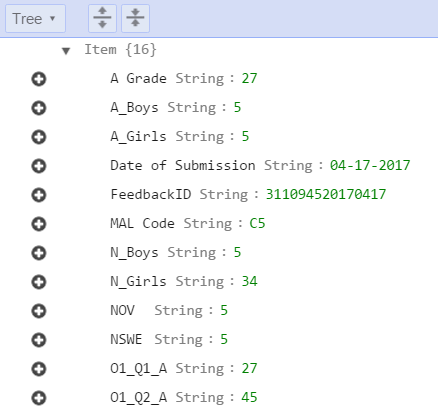 Tree
Item {16}
A Grade String : 27
A_Boys String : 5
A_Girls String : 5
Date of Submission String : 04-17-2017
FeedbackID String : 311094520170417
MAL Code String : C5
N_Boys String : 5
N_Girls String : 34
NOV String : 5
NSWE String : 5
O1_Q1_A String : 27
O1_Q2_A String : 45